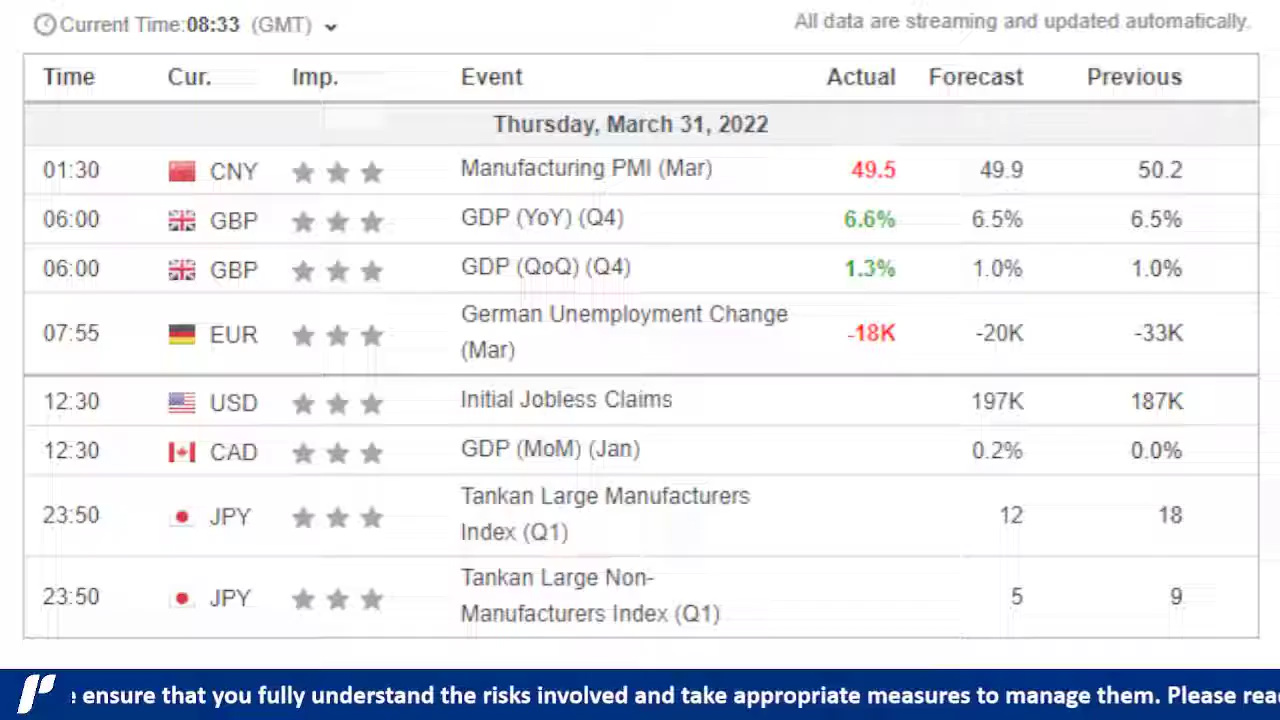 Current Time:08:33 (GMT) All data are streaming and updated automatically.
Time Cur. Imp. Event Actual Forecast Previous
Thursday, March 31, 2022
01:30 CNY Manufacturing PMI (Mar) 49.5 49.9 50.2
06:00 GBP GDP (YoY) (Q4) 6.6% 6.5% 6.5%
06:00 GBP GDP (QoQ) (Q4) 1.3% 1.0% 1.0%
07:55 EUR German Unemployment Change -18K -20K -33K
(Mar)
12:30 USD Initial Jobless Claims 197K 187K
12:30 CAD GDP (MoM) (Jan) 0.2% 0.0%
23:50 JPY Tankan Large Manufacturers 12 18
Index (Q1)
23:50 JPY Tankan Large Non- 5 9
Manufacturers Index (Q1)
ensure that you fully understand the risks involved and take appropriate measures to manage them. Please